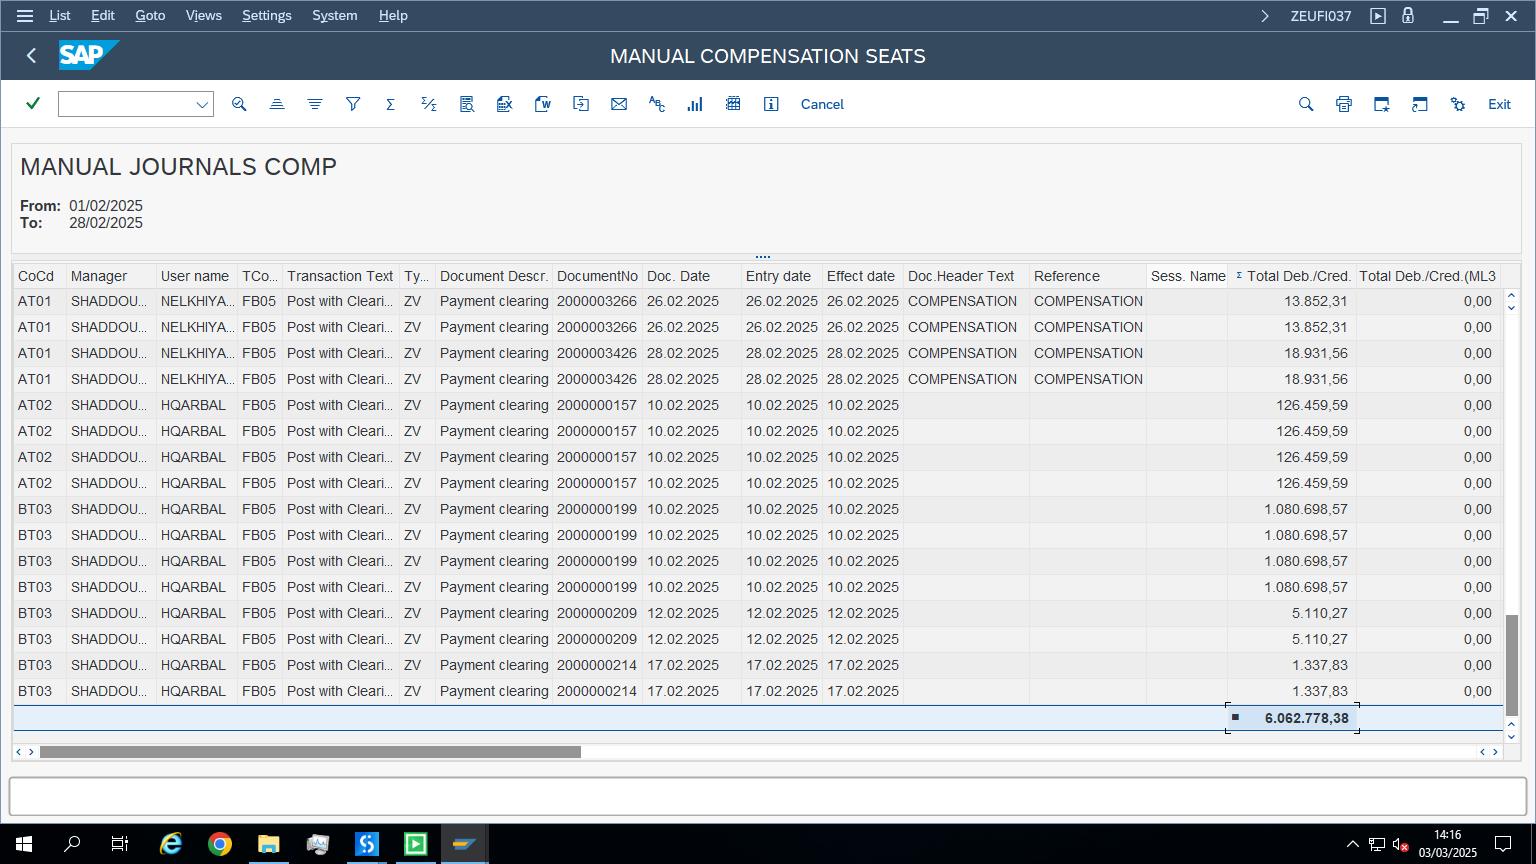 List Edit Goto Views Settings System Help ZEUFI037
SAP MANUAL COMPENSATION SEATS
Cancel Exit
MANUAL JOURNALS COMP
From: 01/02/2025
To: 28/02/2025
CoCd Manager User name TCo... Transaction Text Ty... Document Descr. DocumentNo Doc. Date Entry date Effect date Doc.Header Text Reference Sess. Name Σ Total Deb./Cred. Total Deb./Cred.(ML3
AT01 SHADDOU... NELKHIYA... FB05 Post with Cleari... ZV Payment clearing 2000003266 26.02.2025 26.02.2025 26.02.2025 COMPENSATION COMPENSATION 13.852,31 0,00
AT01 SHADDOU... NELKHIYA... FB05 Post with Cleari... ZV Payment clearing 2000003266 26.02.2025 26.02.2025 26.02.2025 COMPENSATION COMPENSATION 13.852,31 0,00
AT01 SHADDOU... NELKHIYA... FB05 Post with Cleari... ZV Payment clearing 2000003426 28.02.2025 28.02.2025 28.02.2025 COMPENSATION COMPENSATION 18.931,56 0,00
AT01 SHADDOU... NELKHIYA... FB05 Post with Cleari... ZV Payment clearing 2000003426 28.02.2025 28.02.2025 28.02.2025 COMPENSATION COMPENSATION 18.931,56 0,00
AT02 SHADDOU... HQARBAL FB05 Post with Cleari... ZV Payment clearing 2000000157 10.02.2025 10.02.2025 10.02.2025 126.459,59 0,00
AT02 SHADDOU... HQARBAL FB05 Post with Cleari... ZV Payment clearing 2000000157 10.02.2025 10.02.2025 10.02.2025 126.459,59 0,00
AT02 SHADDOU... HQARBAL FB05 Post with Cleari... ZV Payment clearing 2000000157 10.02.2025 10.02.2025 10.02.2025 126.459,59 0,00
AT02 SHADDOU... HQARBAL FB05 Post with Cleari... ZV Payment clearing 2000000157 10.02.2025 10.02.2025 10.02.2025 126.459,59 0,00
BT03 SHADDOU... HQARBAL FB05 Post with Cleari... ZV Payment clearing 2000000199 10.02.2025 10.02.2025 10.02.2025 1.080.698,57 0,00
BT03 SHADDOU... HQARBAL FB05 Post with Cleari... ZV Payment clearing 2000000199 10.02.2025 10.02.2025 10.02.2025 1.080.698,57 0,00
BT03 SHADDOU... HQARBAL FB05 Post with Cleari... ZV Payment clearing 2000000199 10.02.2025 10.02.2025 10.02.2025 1.080.698,57 0,00
BT03 SHADDOU... HQARBAL FB05 Post with Cleari... ZV Payment clearing 2000000199 10.02.2025 10.02.2025 10.02.2025 1.080.698,57 0,00
BT03 SHADDOU... HQARBAL FB05 Post with Cleari... ZV Payment clearing 2000000209 12.02.2025 12.02.2025 12.02.2025 5.110,27 0,00
BT03 SHADDOU... HQARBAL FB05 Post with Cleari... ZV Payment clearing 2000000209 12.02.2025 12.02.2025 12.02.2025 5.110,27 0,00
BT03 SHADDOU... HQARBAL FB05 Post with Cleari... ZV Payment clearing 2000000214 17.02.2025 17.02.2025 17.02.2025 1.337,83 0,00
BT03 SHADDOU... HQARBAL FB05 Post with Cleari... ZV Payment clearing 2000000214 17.02.2025 17.02.2025 17.02.2025 1.337,83 0,00
6.062.778,38
14:16
03/03/2025